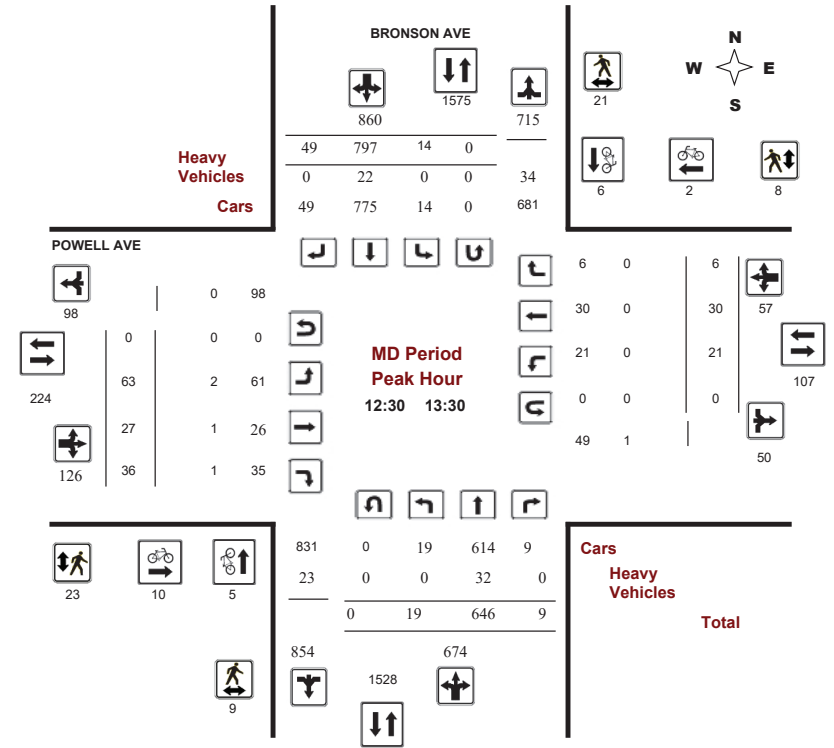 BRONSON AVE
N
W E
S
1575
21
860 715
49 797 14 0
Heavy
Vehicles
0 22 0 0 34
Cars
49 775 14 0 681
6 2 8
POWELL AVE
98
0 98
6 0 6
57
0 0 0
30 0 30
MD Period
Peak Hour
12:30 13:30
63 2 61
21 0 21
107
224
0 0 0
27 1 26
49 1
50
126
36 1 35
831 0 19 614 9
Cars
23 0 0 32 0
Heavy
Vehicles
0 19 646 9
Total
23 10 5
854 674
1528
9